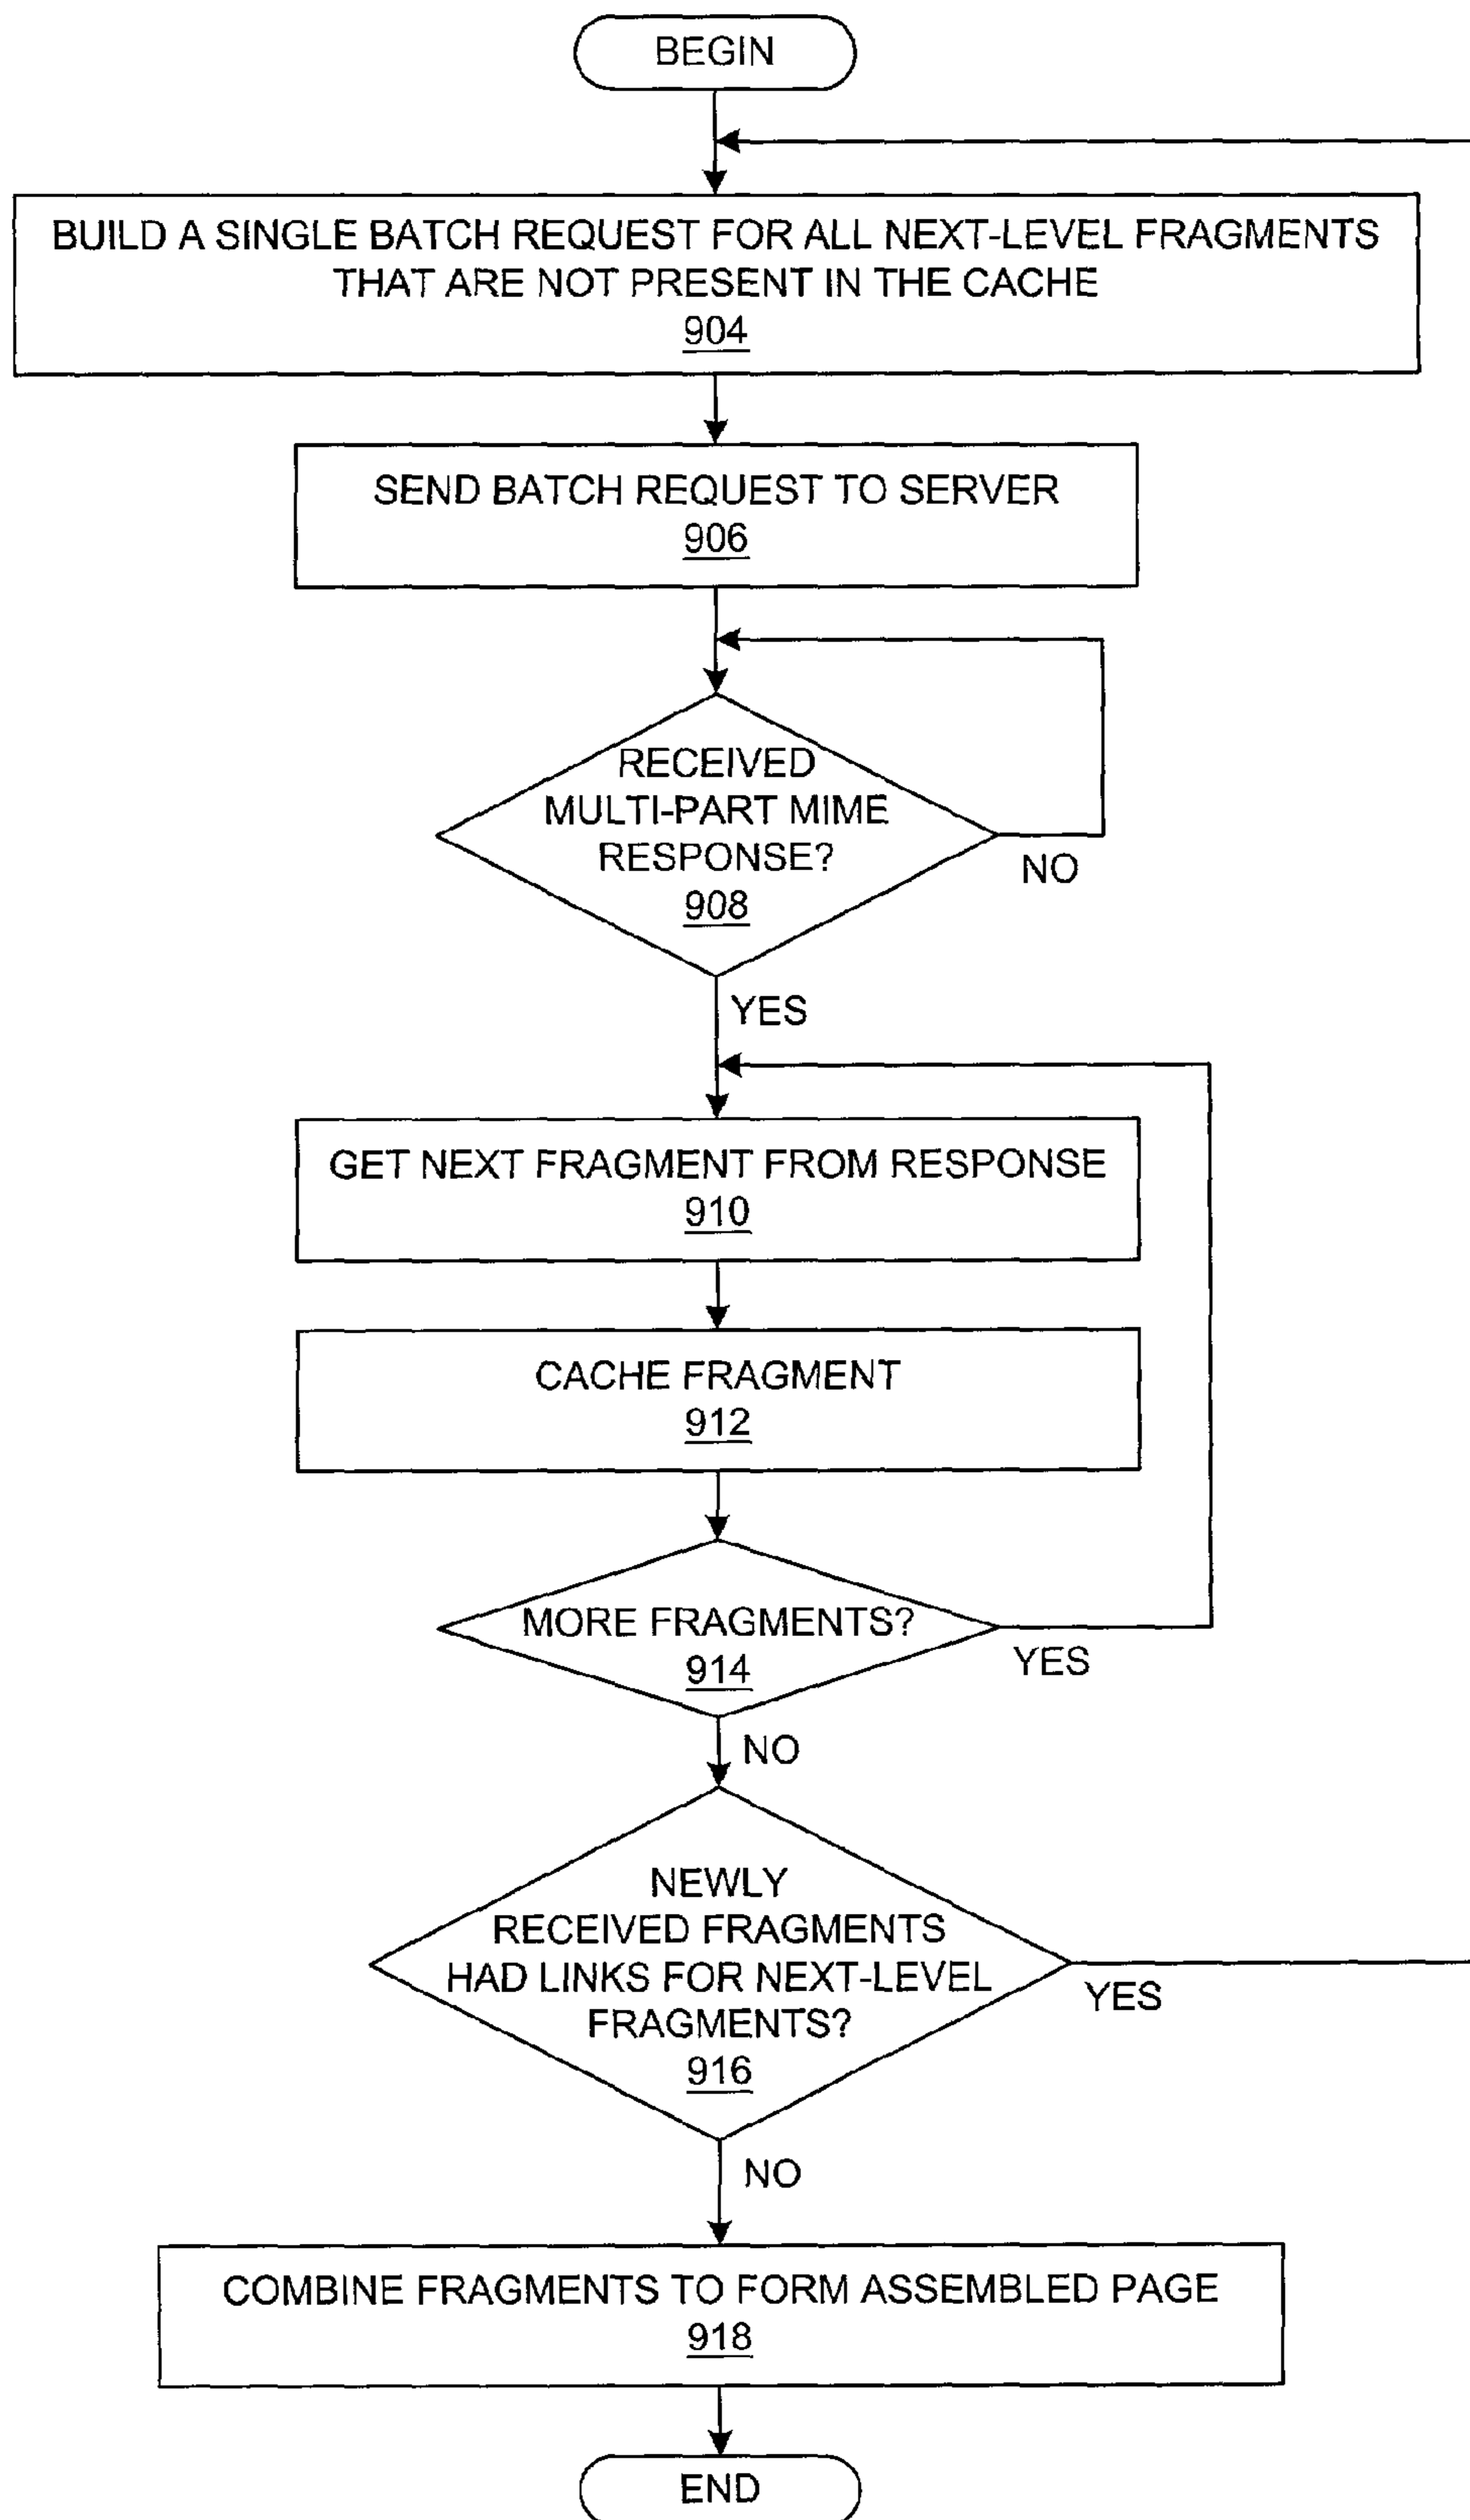 BEGIN
BUILD A SINGLE BATCH REQUEST FOR ALL NEXT-LEVEL FRAGMENTS
THAT ARE NOT PRESENT IN THE CACHE
904
SEND BATCH REQUEST TO SERVER
906
RECEIVED
MULTI-PART MIME
RESPONSE?
908
NO
YES
GET NEXT FRAGMENT FROM RESPONSE
910
CACHE FRAGMENT
912
MORE FRAGMENTS?
914
YES
NO
NEWLY
RECEIVED FRAGMENTS
HAD LINKS FOR NEXT-LEVEL
FRAGMENTS?
916
YES
NO
COMBINE FRAGMENTS TO FORM ASSEMBLED PAGE
918
END